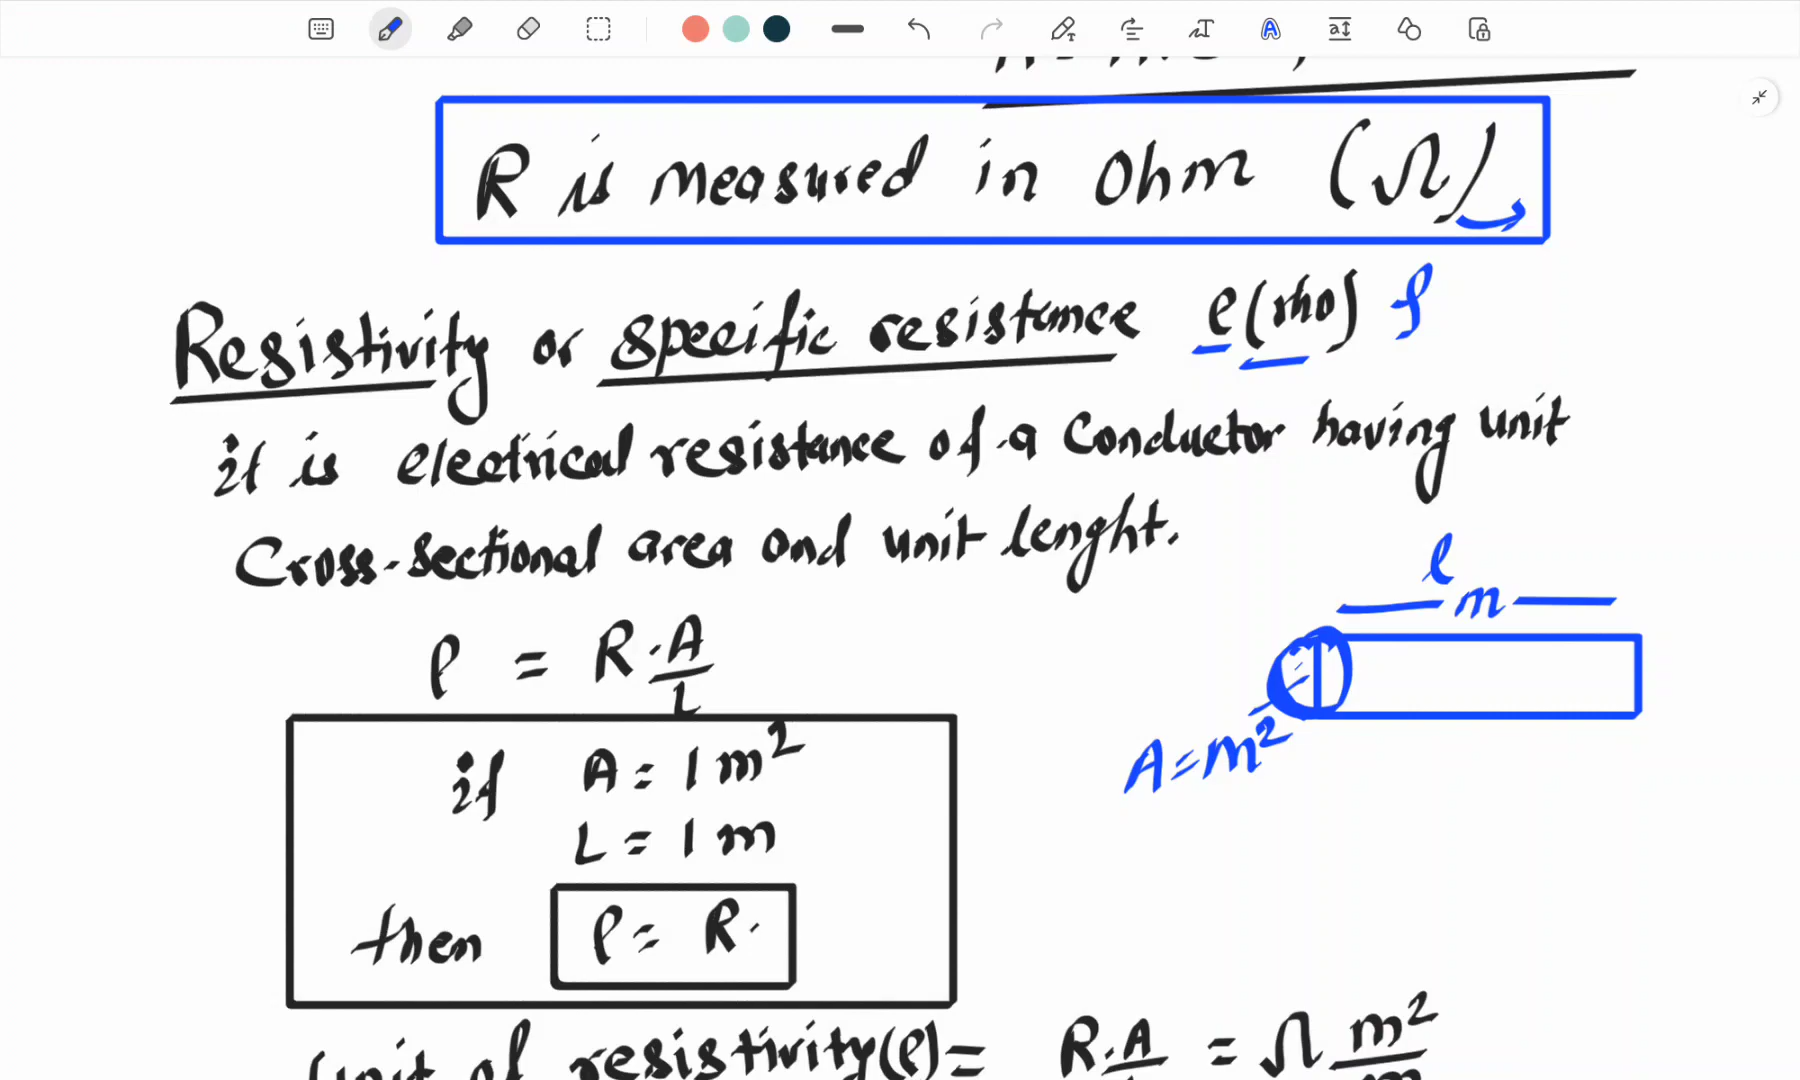 R is measured in Ohm (Ω)
Resistivity or specific resistance ρ(rho) ρ
it is electrical resistance of a Conductor having unit
Cross-sectional area and unit lenght.
l
m
ρ = R.A/L
A=m²
if A = 1 m²
L = 1 m
then ρ = R.
Unit of resistivity(ρ) = R.A/L = Ω m²/m